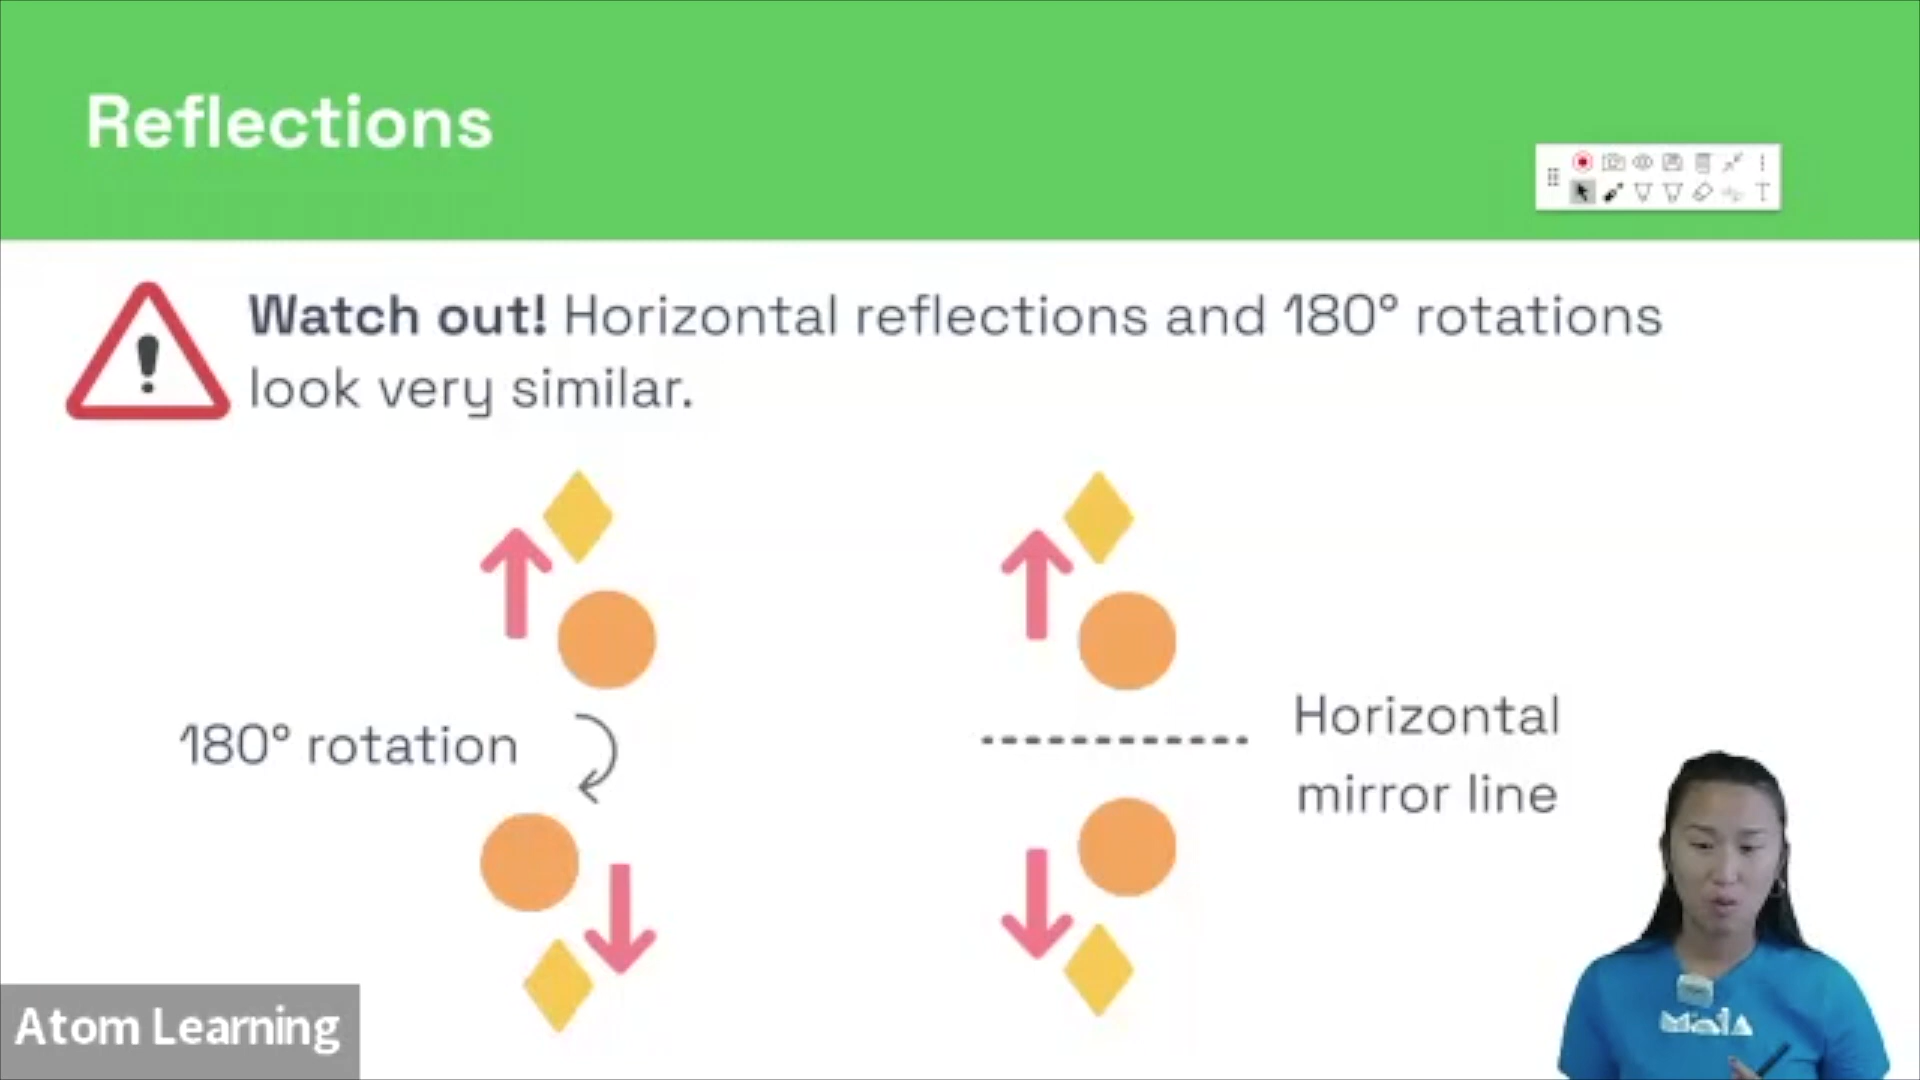 Reflections
Watch out! Horizontal reflections and 180° rotations
look very similar.
180° rotation
Horizontal
mirror line
Atom Learning